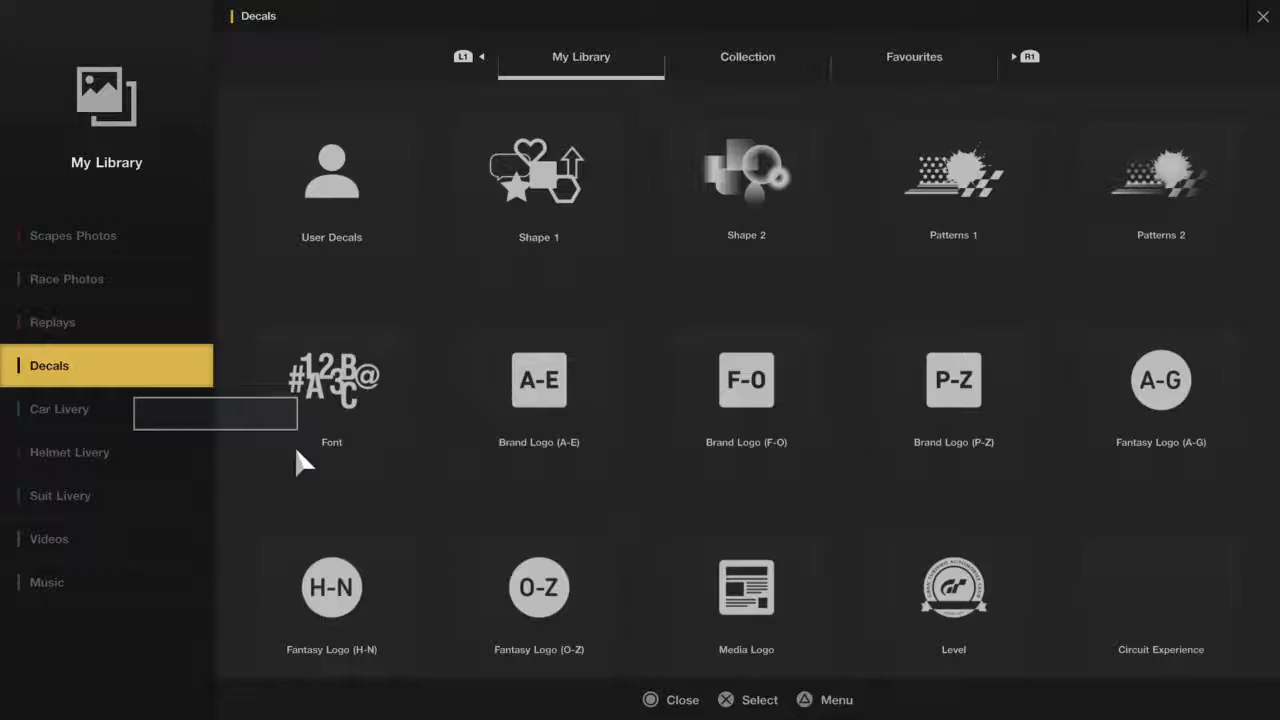 Decals
L1
My Library
Collection
Favourites
R1
My Library
Scapes Photos
Race Photos
Replays
Decals
Car Livery
Helmet Livery
Suit Livery
Videos
Music
User Decals
Shape 1
Shape 2
Patterns 1
Patterns 2
#123B@
A C
A-E
F-O
P-Z
A-G
Font
Brand Logo (A-E)
Brand Logo (F-O)
Brand Logo (P-Z)
Fantasy Logo (A-G)
H-N
O-Z
Fantasy Logo (H-N)
Fantasy Logo (O-Z)
Media Logo
Level
Circuit Experience
Close
Select
Menu